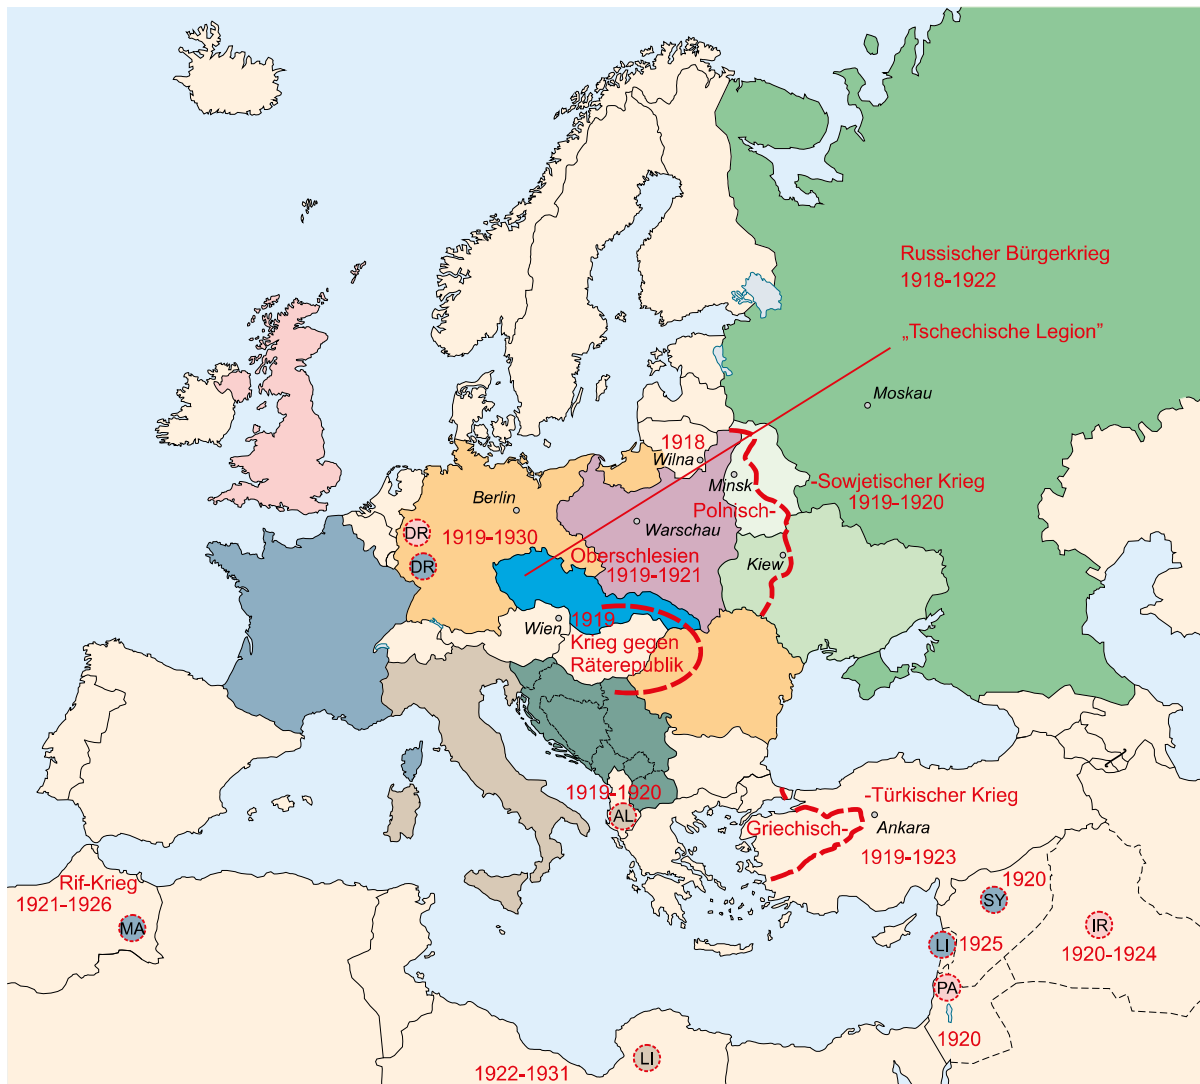 Russischer Bürgerkrieg
1918-1922
„Tschechische Legion”
Moskau
1918
Wilna
Minsk
-Sowjetischer Krieg
1919-1920
Polnisch-
Berlin
DR
1919-1930
Warschau
DR
Oberschlesien
1919-1921
Kiew
1919
Wien
Krieg gegen
Räterepublik
1919-1920
AL
-Türkischer Krieg
Griechisch-
Ankara
1919-1923
Rif-Krieg
1921-1926
MA
1920
SY
IR
LI
1925
1920-1924
PA
1920
LI
1922-1931